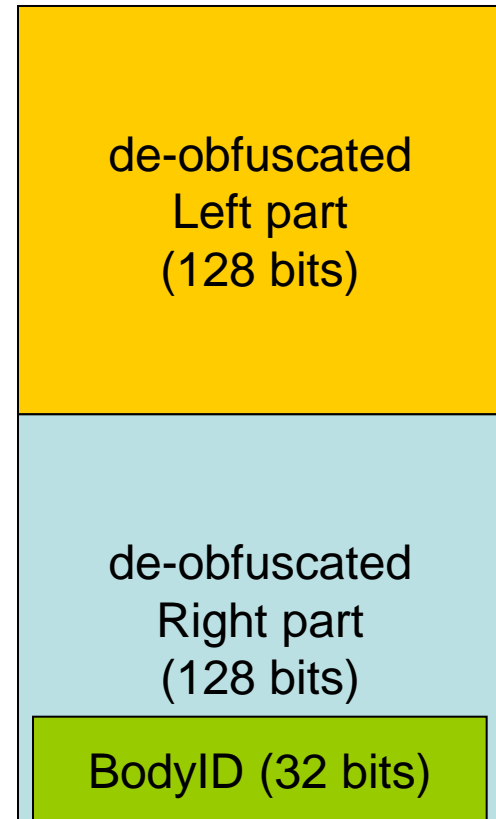 de-obfuscated
Left part
(128 bits)
de-obfuscated
Right part
(128 bits)
BodyID (32 bits)